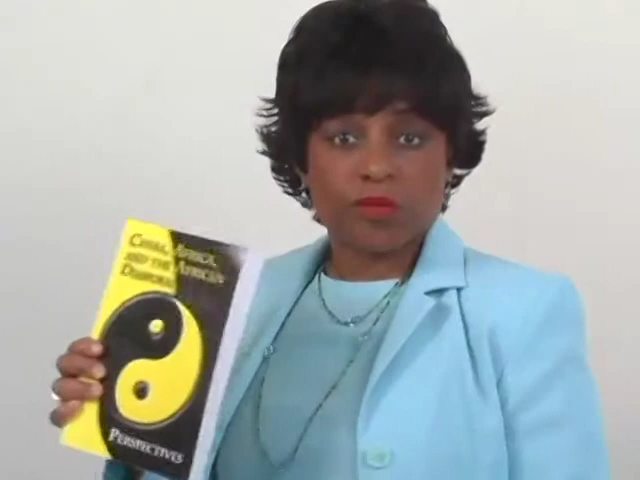 CHINA, AFRICA,
AND THE AFRICAN
DIASPORA
PERSPECTIVES